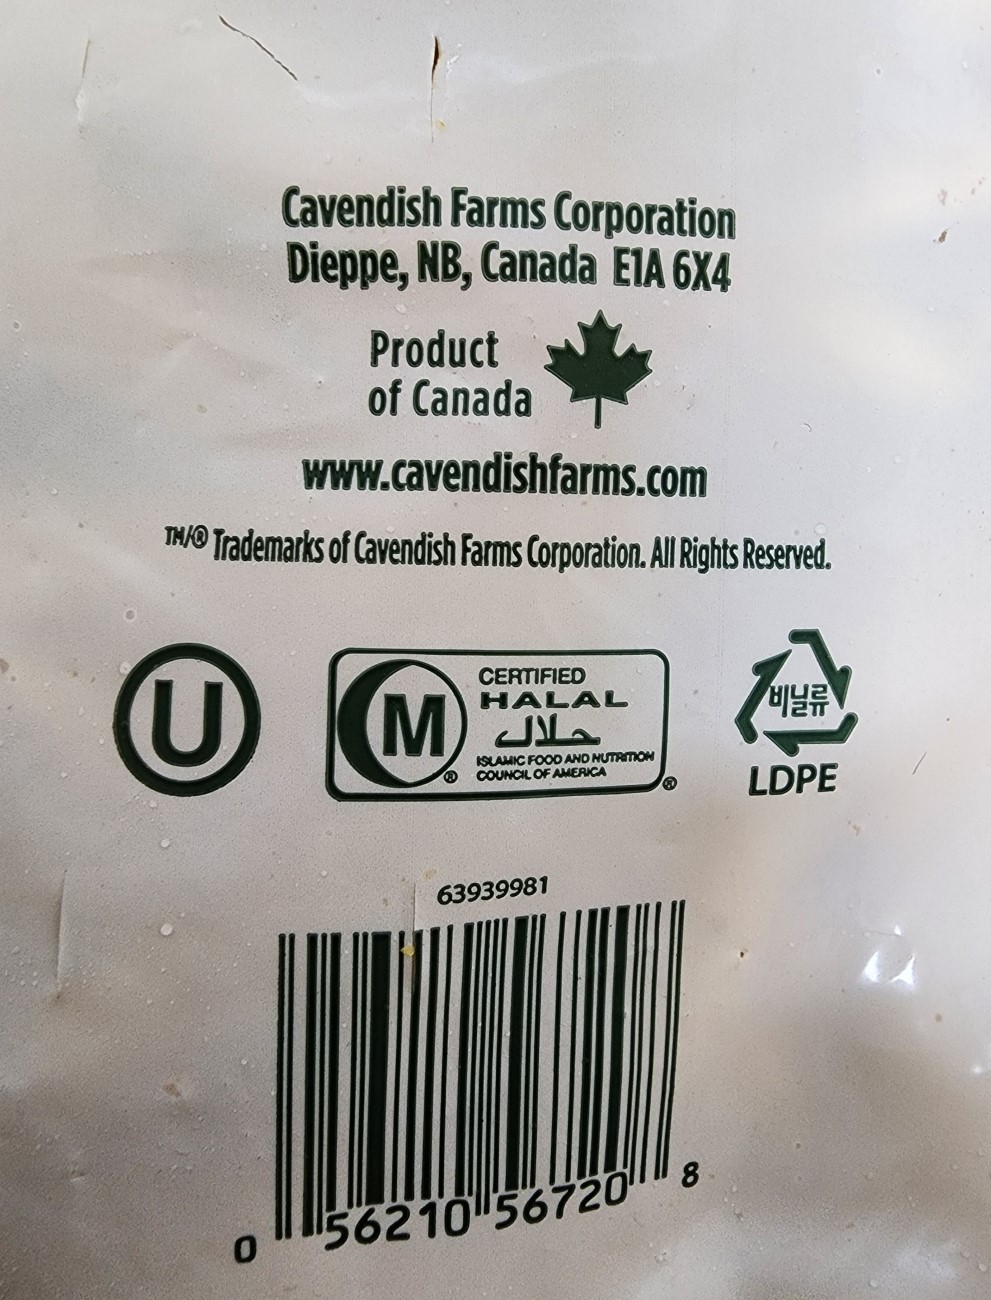 Cavendish Farms Corporation
Dieppe, NB, Canada E1A 6X4
Product
of Canada
www.cavendishfarms.com
™/® Trademarks of Cavendish Farms Corporation. All Rights Reserved.
U
M®
CERTIFIED
HALAL
حلال
ISLAMIC FOOD AND NUTRITION
COUNCIL OF AMERICA
®
비닐류
LDPE
63939981
0 56210 56720 8